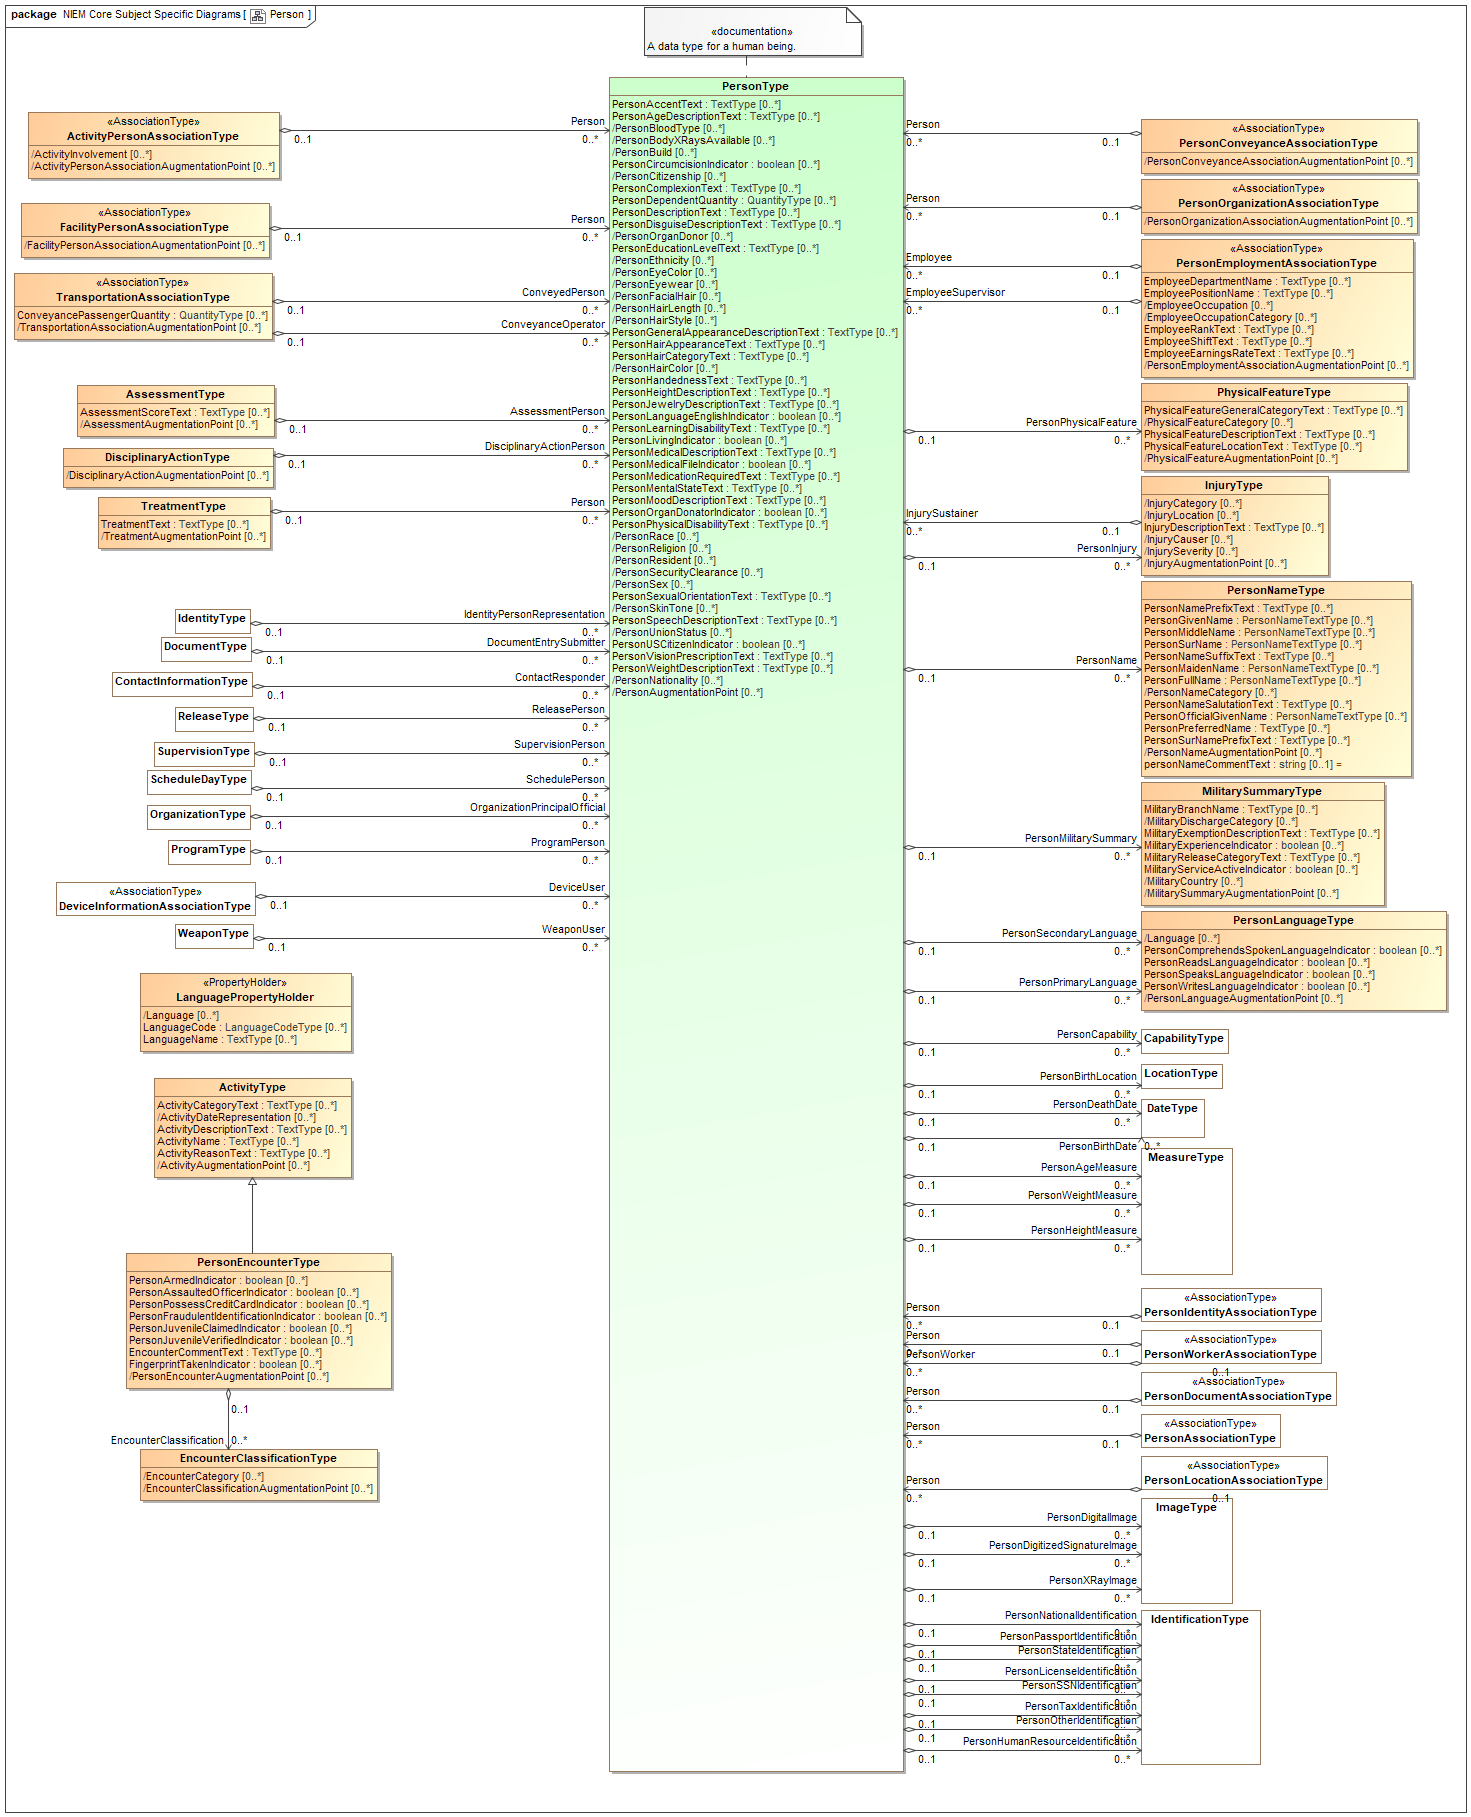 package NIEM Core Subject Specific Diagrams [ Person ]
«documentation»
A data type for a human being.
PersonType
PersonAccentText : TextType [0..*]
PersonAgeDescriptionText : TextType [0..*]
/PersonBloodType [0..*]
/PersonBodyXRaysAvailable [0..*]
/PersonBuild [0..*]
PersonCircumcisionIndicator : boolean [0..*]
/PersonCitizenship [0..*]
PersonComplexionText : TextType [0..*]
PersonDependentQuantity : QuantityType [0..*]
PersonDescriptionText : TextType [0..*]
PersonDisguiseDescriptionText : TextType [0..*]
/PersonOrganDonor [0..*]
PersonEducationLevelText : TextType [0..*]
/PersonEthnicity [0..*]
/PersonEyeColor [0..*]
/PersonEyewear [0..*]
/PersonFacialHair [0..*]
/PersonHairLength [0..*]
/PersonHairStyle [0..*]
PersonGeneralAppearanceDescriptionText : TextType [0..*]
PersonHairAppearanceText : TextType [0..*]
PersonHairCategoryText : TextType [0..*]
/PersonHairColor [0..*]
PersonHandednessText : TextType [0..*]
PersonHeightDescriptionText : TextType [0..*]
PersonJewelryDescriptionText : TextType [0..*]
PersonLanguageEnglishIndicator : boolean [0..*]
PersonLearningDisabilityText : TextType [0..*]
PersonLivingIndicator : boolean [0..*]
PersonMedicalDescriptionText : TextType [0..*]
PersonMedicalFileIndicator : boolean [0..*]
PersonMedicationRequiredText : TextType [0..*]
PersonMentalStateText : TextType [0..*]
PersonMoodDescriptionText : TextType [0..*]
PersonOrganDonatorIndicator : boolean [0..*]
PersonPhysicalDisabilityText : TextType [0..*]
/PersonRace [0..*]
/PersonReligion [0..*]
/PersonResident [0..*]
/PersonSecurityClearance [0..*]
/PersonSex [0..*]
PersonSexualOrientationText : TextType [0..*]
/PersonSkinTone [0..*]
PersonSpeechDescriptionText : TextType [0..*]
/PersonUnionStatus [0..*]
PersonUSCitizenIndicator : boolean [0..*]
PersonVisionPrescriptionText : TextType [0..*]
PersonWeightDescriptionText : TextType [0..*]
/PersonNationality [0..*]
/PersonAugmentationPoint [0..*]
«AssociationType»
ActivityPersonAssociationType
/ActivityInvolvement [0..*]
/ActivityPersonAssociationAugmentationPoint [0..*]
Person
0..1 0..*
«AssociationType»
FacilityPersonAssociationType
/FacilityPersonAssociationAugmentationPoint [0..*]
Person
0..1 0..*
«AssociationType»
TransportationAssociationType
ConveyancePassengerQuantity : QuantityType [0..*]
/TransportationAssociationAugmentationPoint [0..*]
ConveyedPerson
0..1 0..*
ConveyanceOperator
0..1 0..*
AssessmentType
AssessmentScoreText : TextType [0..*]
/AssessmentAugmentationPoint [0..*]
AssessmentPerson
0..1 0..*
DisciplinaryActionType
/DisciplinaryActionAugmentationPoint [0..*]
DisciplinaryActionPerson
0..1 0..*
TreatmentType
TreatmentText : TextType [0..*]
/TreatmentAugmentationPoint [0..*]
Person
0..1 0..*
IdentityType
IdentityPersonRepresentation
0..1 0..*
DocumentType
DocumentEntrySubmitter
0..1 0..*
ContactInformationType
ContactResponder
0..1 0..*
ReleaseType
ReleasePerson
0..1 0..*
SupervisionType
SupervisionPerson
0..1 0..*
ScheduleDayType
SchedulePerson
0..1 0..*
OrganizationType
OrganizationPrincipalOfficial
0..1 0..*
ProgramType
ProgramPerson
0..1 0..*
«AssociationType»
DeviceInformationAssociationType
DeviceUser
0..1 0..*
WeaponType
WeaponUser
0..1 0..*
«PropertyHolder»
LanguagePropertyHolder
/Language [0..*]
LanguageCode : LanguageCodeType [0..*]
LanguageName : TextType [0..*]
ActivityType
ActivityCategoryText : TextType [0..*]
/ActivityDateRepresentation [0..*]
ActivityDescriptionText : TextType [0..*]
ActivityName : TextType [0..*]
ActivityReasonText : TextType [0..*]
/ActivityAugmentationPoint [0..*]
PersonEncounterType
PersonArmedIndicator : boolean [0..*]
PersonAssaultedOfficerIndicator : boolean [0..*]
PersonPossessCreditCardIndicator : boolean [0..*]
PersonFraudulentIdentificationIndicator : boolean [0..*]
PersonJuvenileClaimedIndicator : boolean [0..*]
PersonJuvenileVerifiedIndicator : boolean [0..*]
EncounterCommentText : TextType [0..*]
FingerprintTakenIndicator : boolean [0..*]
/PersonEncounterAugmentationPoint [0..*]
0..1
EncounterClassification 0..*
EncounterClassificationType
/EncounterCategory [0..*]
/EncounterClassificationAugmentationPoint [0..*]
Person
0..* 0..1
«AssociationType»
PersonConveyanceAssociationType
/PersonConveyanceAssociationAugmentationPoint [0..*]
Person
0..* 0..1
«AssociationType»
PersonOrganizationAssociationType
/PersonOrganizationAssociationAugmentationPoint [0..*]
Employee
0..* 0..1
EmployeeSupervisor
0..* 0..1
«AssociationType»
PersonEmploymentAssociationType
EmployeeDepartmentName : TextType [0..*]
EmployeePositionName : TextType [0..*]
/EmployeeOccupation [0..*]
/EmployeeOccupationCategory [0..*]
EmployeeRankText : TextType [0..*]
EmployeeShiftText : TextType [0..*]
EmployeeEarningsRateText : TextType [0..*]
/PersonEmploymentAssociationAugmentationPoint [0..*]
PersonPhysicalFeature
0..1 0..*
PhysicalFeatureType
PhysicalFeatureGeneralCategoryText : TextType [0..*]
/PhysicalFeatureCategory [0..*]
PhysicalFeatureDescriptionText : TextType [0..*]
PhysicalFeatureLocationText : TextType [0..*]
/PhysicalFeatureAugmentationPoint [0..*]
InjurySustainer
0..* 0..1
PersonInjury
0..1 0..*
InjuryType
/InjuryCategory [0..*]
/InjuryLocation [0..*]
InjuryDescriptionText : TextType [0..*]
/InjuryCauser [0..*]
/InjurySeverity [0..*]
/InjuryAugmentationPoint [0..*]
PersonName
0..1 0..*
PersonNameType
PersonNamePrefixText : TextType [0..*]
PersonGivenName : PersonNameTextType [0..*]
PersonMiddleName : PersonNameTextType [0..*]
PersonSurName : PersonNameTextType [0..*]
PersonNameSuffixText : TextType [0..*]
PersonMaidenName : PersonNameTextType [0..*]
PersonFullName : PersonNameTextType [0..*]
/PersonNameCategory [0..*]
PersonNameSalutationText : TextType [0..*]
PersonOfficialGivenName : PersonNameTextType [0..*]
PersonPreferredName : TextType [0..*]
PersonSurNamePrefixText : TextType [0..*]
/PersonNameAugmentationPoint [0..*]
personNameCommentText : string [0..1] =
PersonMilitarySummary
0..1 0..*
MilitarySummaryType
MilitaryBranchName : TextType [0..*]
/MilitaryDischargeCategory [0..*]
MilitaryExemptionDescriptionText : TextType [0..*]
MilitaryExperienceIndicator : boolean [0..*]
MilitaryReleaseCategoryText : TextType [0..*]
MilitaryServiceActiveIndicator : boolean [0..*]
/MilitaryCountry [0..*]
/MilitarySummaryAugmentationPoint [0..*]
PersonSecondaryLanguage
0..1 0..*
PersonPrimaryLanguage
0..1 0..*
PersonLanguageType
/Language [0..*]
PersonComprehendsSpokenLanguageIndicator : boolean [0..*]
PersonReadsLanguageIndicator : boolean [0..*]
PersonSpeaksLanguageIndicator : boolean [0..*]
PersonWritesLanguageIndicator : boolean [0..*]
/PersonLanguageAugmentationPoint [0..*]
PersonCapability
0..1 0..*
CapabilityType
PersonBirthLocation
0..1 0..*
LocationType
PersonDeathDate
0..1 0..*
DateType
0..1 PersonBirthDate 0..*
MeasureType
PersonAgeMeasure
0..1 0..*
PersonWeightMeasure
0..1 0..*
PersonHeightMeasure
0..1 0..*
Person
0..* 0..1
«AssociationType»
PersonIdentityAssociationType
Person
0..* 0..1
PersonWorker
0..* 0..1
«AssociationType»
PersonWorkerAssociationType
Person
0..* 0..1
«AssociationType»
PersonDocumentAssociationType
Person
0..* 0..1
«AssociationType»
PersonAssociationType
Person
0..* 0..1
«AssociationType»
PersonLocationAssociationType
ImageType
PersonDigitalImage
0..1 0..*
PersonDigitizedSignatureImage
0..1 0..*
PersonXRayImage
0..1 0..*
IdentificationType
PersonNationalIdentification
0..1 0..*
PersonPassportIdentification
0..1 0..*
PersonStateIdentification
0..1 0..*
PersonLicenseIdentification
0..1 0..*
PersonSSNIdentification
0..1 0..*
PersonTaxIdentification
0..1 0..*
PersonOtherIdentification
0..1 0..*
PersonHumanResourceIdentification
0..1 0..*